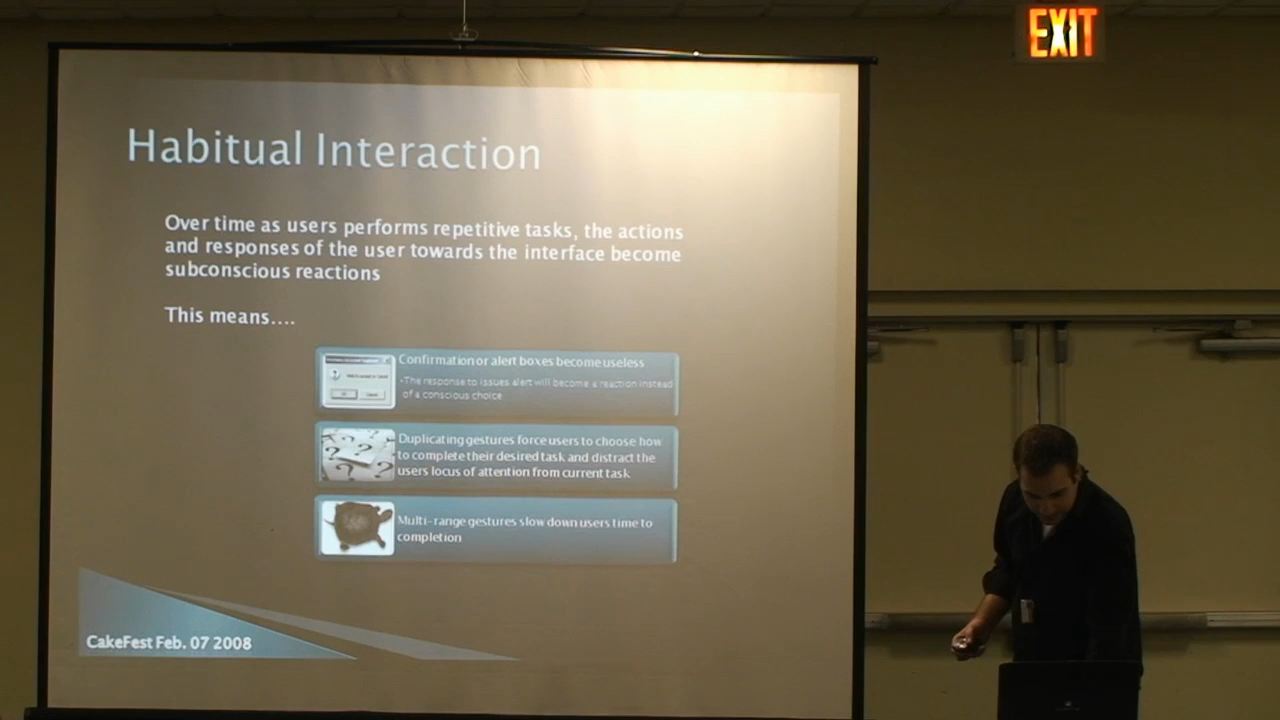 EXIT
Habitual Interaction
Over time as users performs repetitive tasks, the actions
and responses of the user towards the interface become
subconscious reactions
This means....
Confirmation or alert boxes become useless
•The response to issues alert will become a reaction instead
of a conscious choice
Duplicating gestures force users to choose how
to complete their desired task and distract the
users locus of attention from current task
Multi-range gestures slow down users time to
completion
CakeFest Feb. 07 2008